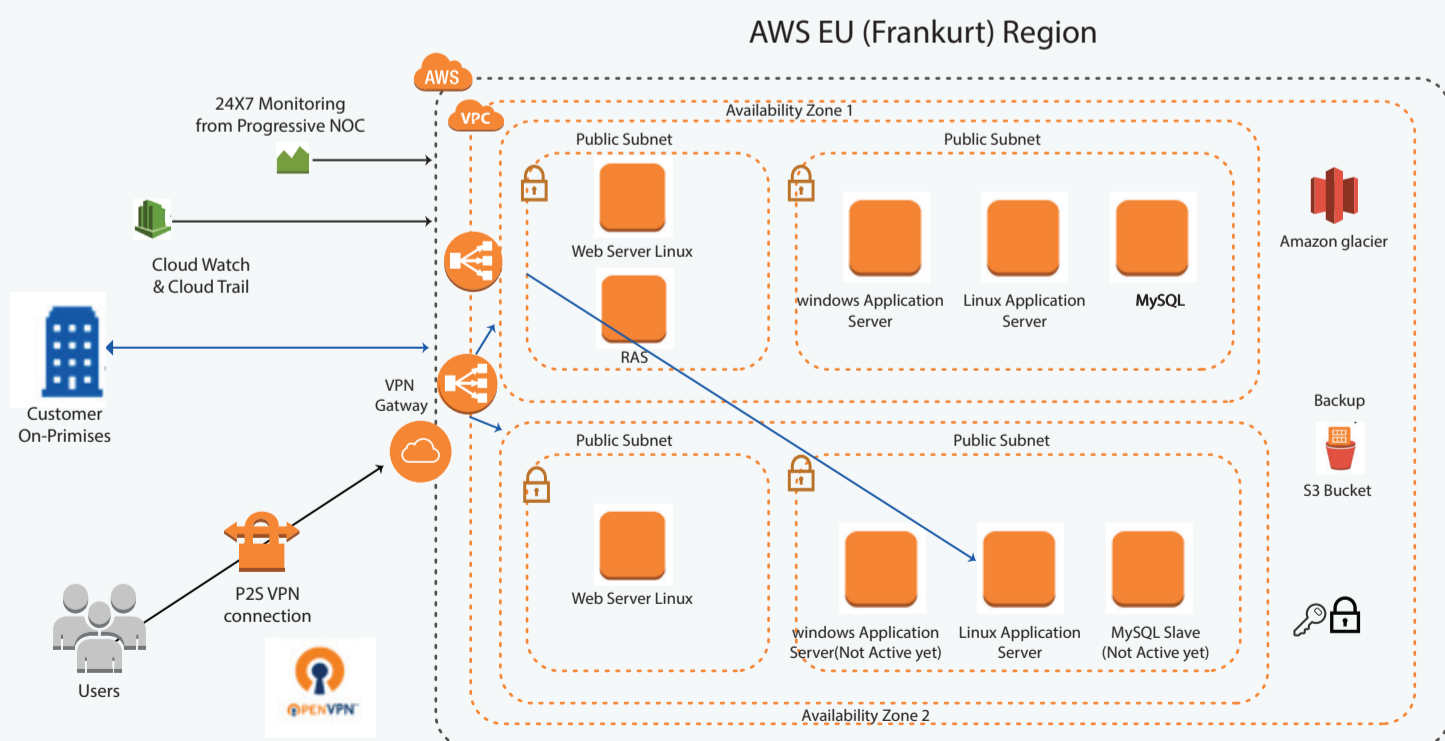 AWS EU (Frankurt) Region
AWS
VPC
24X7 Monitoring
from Progressive NOC
Cloud Watch
& Cloud Trail
Customer
On-Primises
VPN
Gatway
P2S VPN
connection
Users
OPENVPN
Availability Zone 1
Public Subnet
Web Server Linux
RAS
Public Subnet
windows Application
Server
Linux Application
Server
MySQL
Public Subnet
Web Server Linux
Public Subnet
windows Application
Server(Not Active yet)
Linux Application
Server
MySQL Slave
(Not Active yet)
Availability Zone 2
Amazon glacier
Backup
S3 Bucket